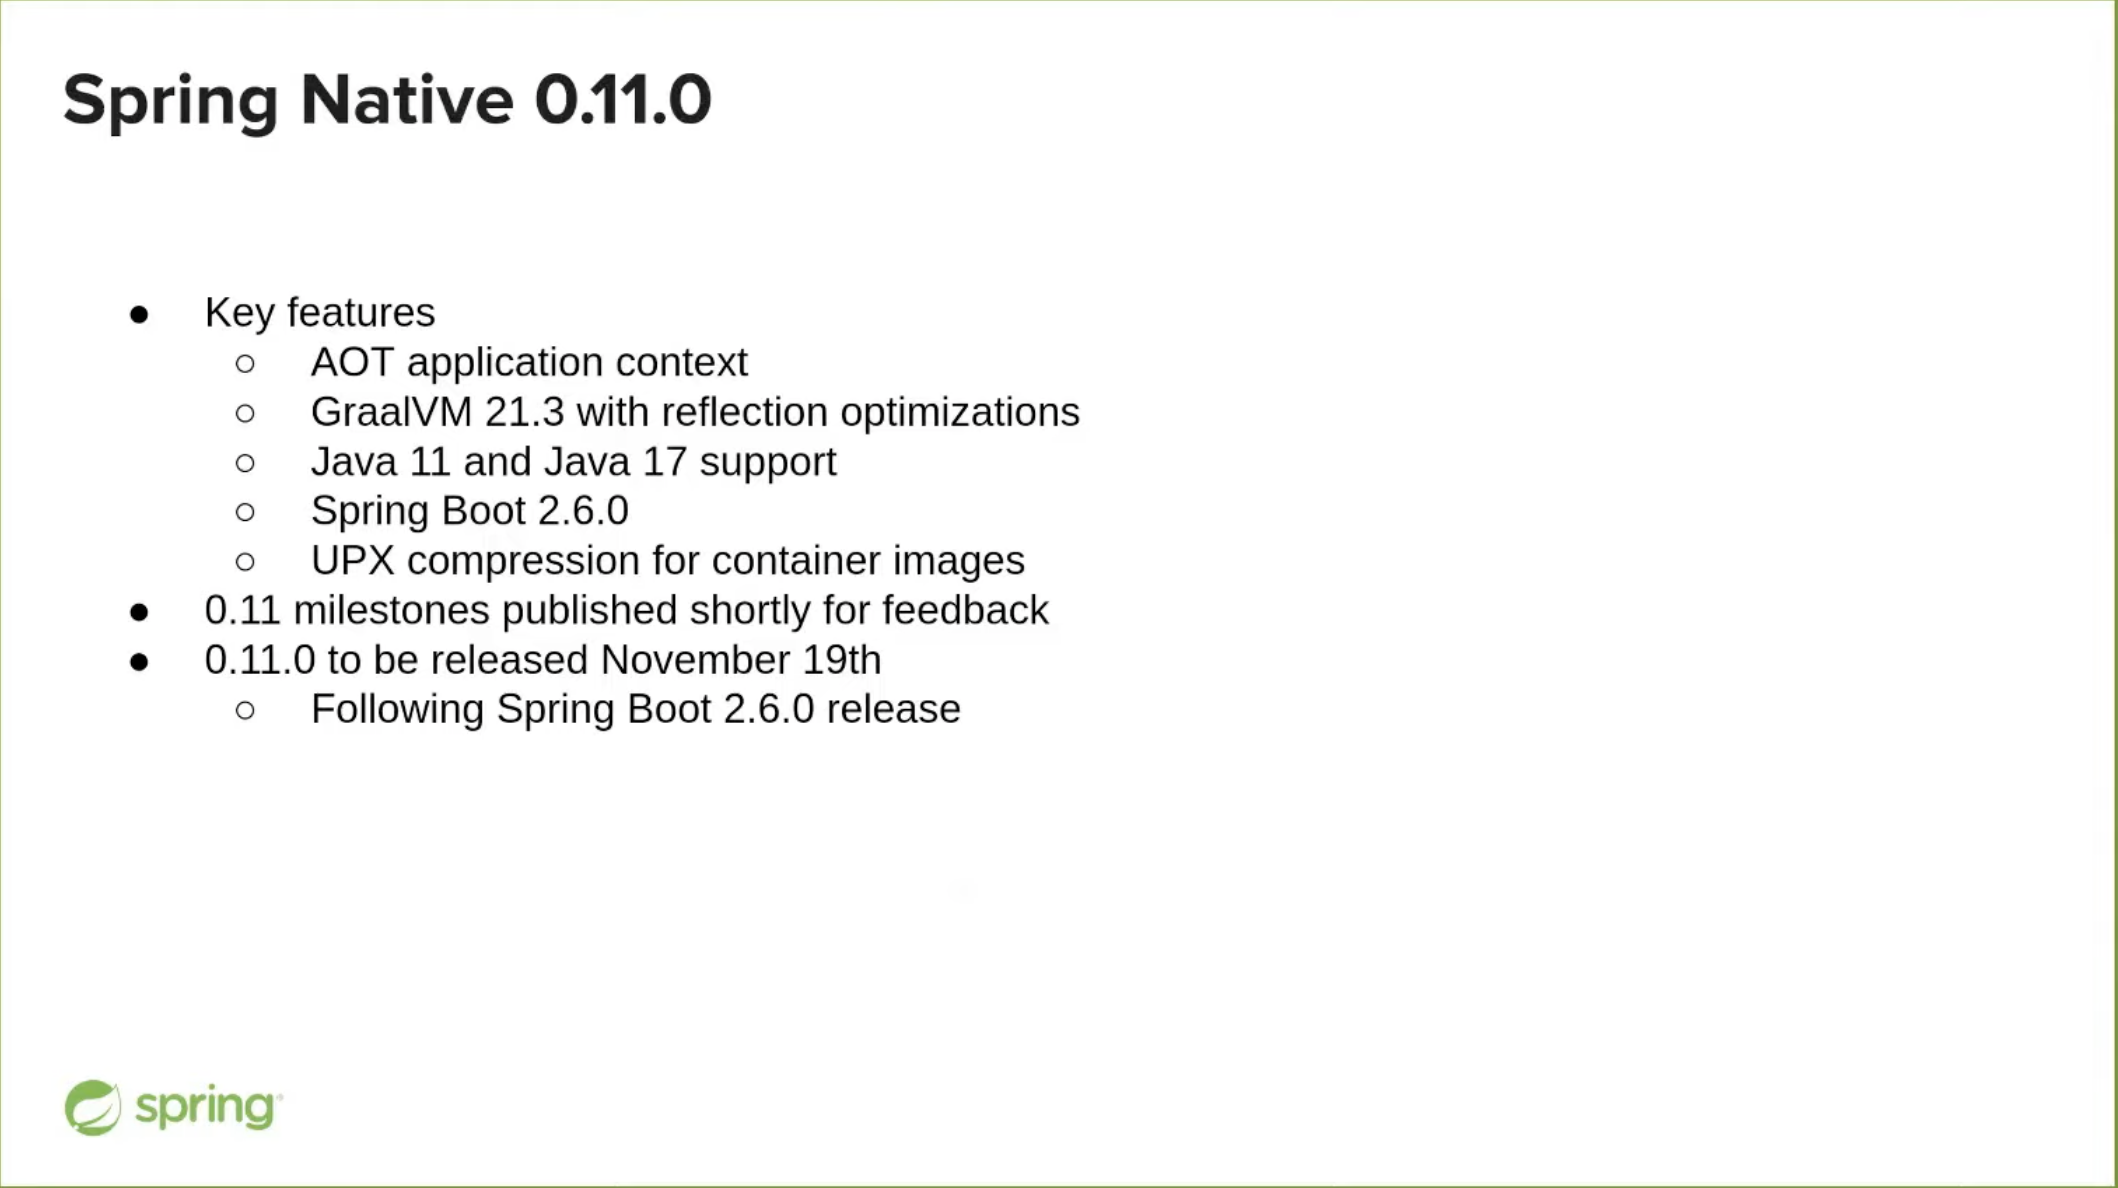 Spring Native 0.11.0
● Key features
○ AOT application context
○ GraalVM 21.3 with reflection optimizations
○ Java 11 and Java 17 support
○ Spring Boot 2.6.0
○ UPX compression for container images
● 0.11 milestones published shortly for feedback
● 0.11.0 to be released November 19th
○ Following Spring Boot 2.6.0 release
spring